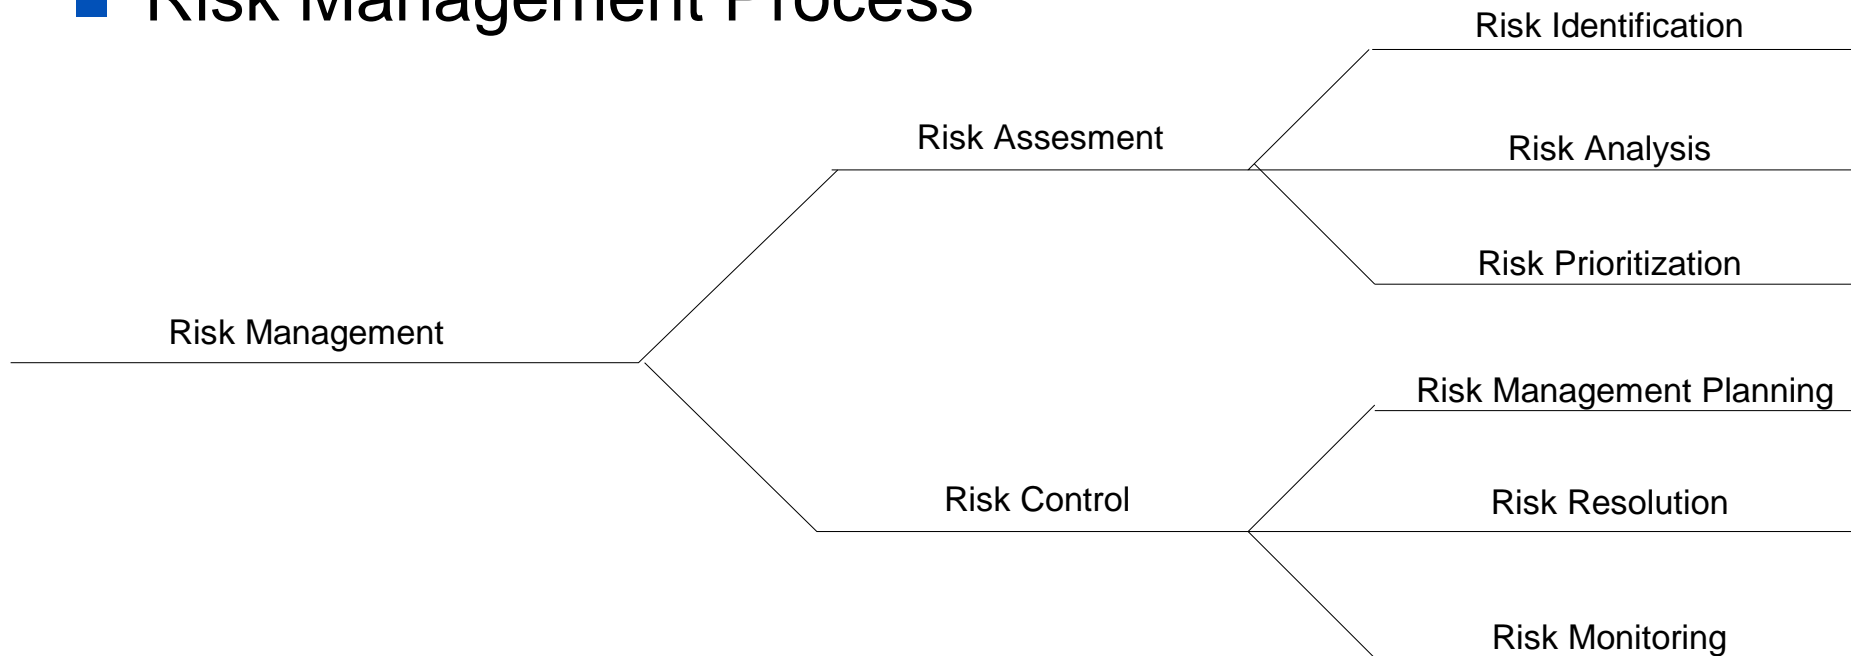 Risk Management Process
Risk Identification
Risk Assesment
Risk Analysis
Risk Prioritization
Risk Management
Risk Management Planning
Risk Control
Risk Resolution
Risk Monitoring